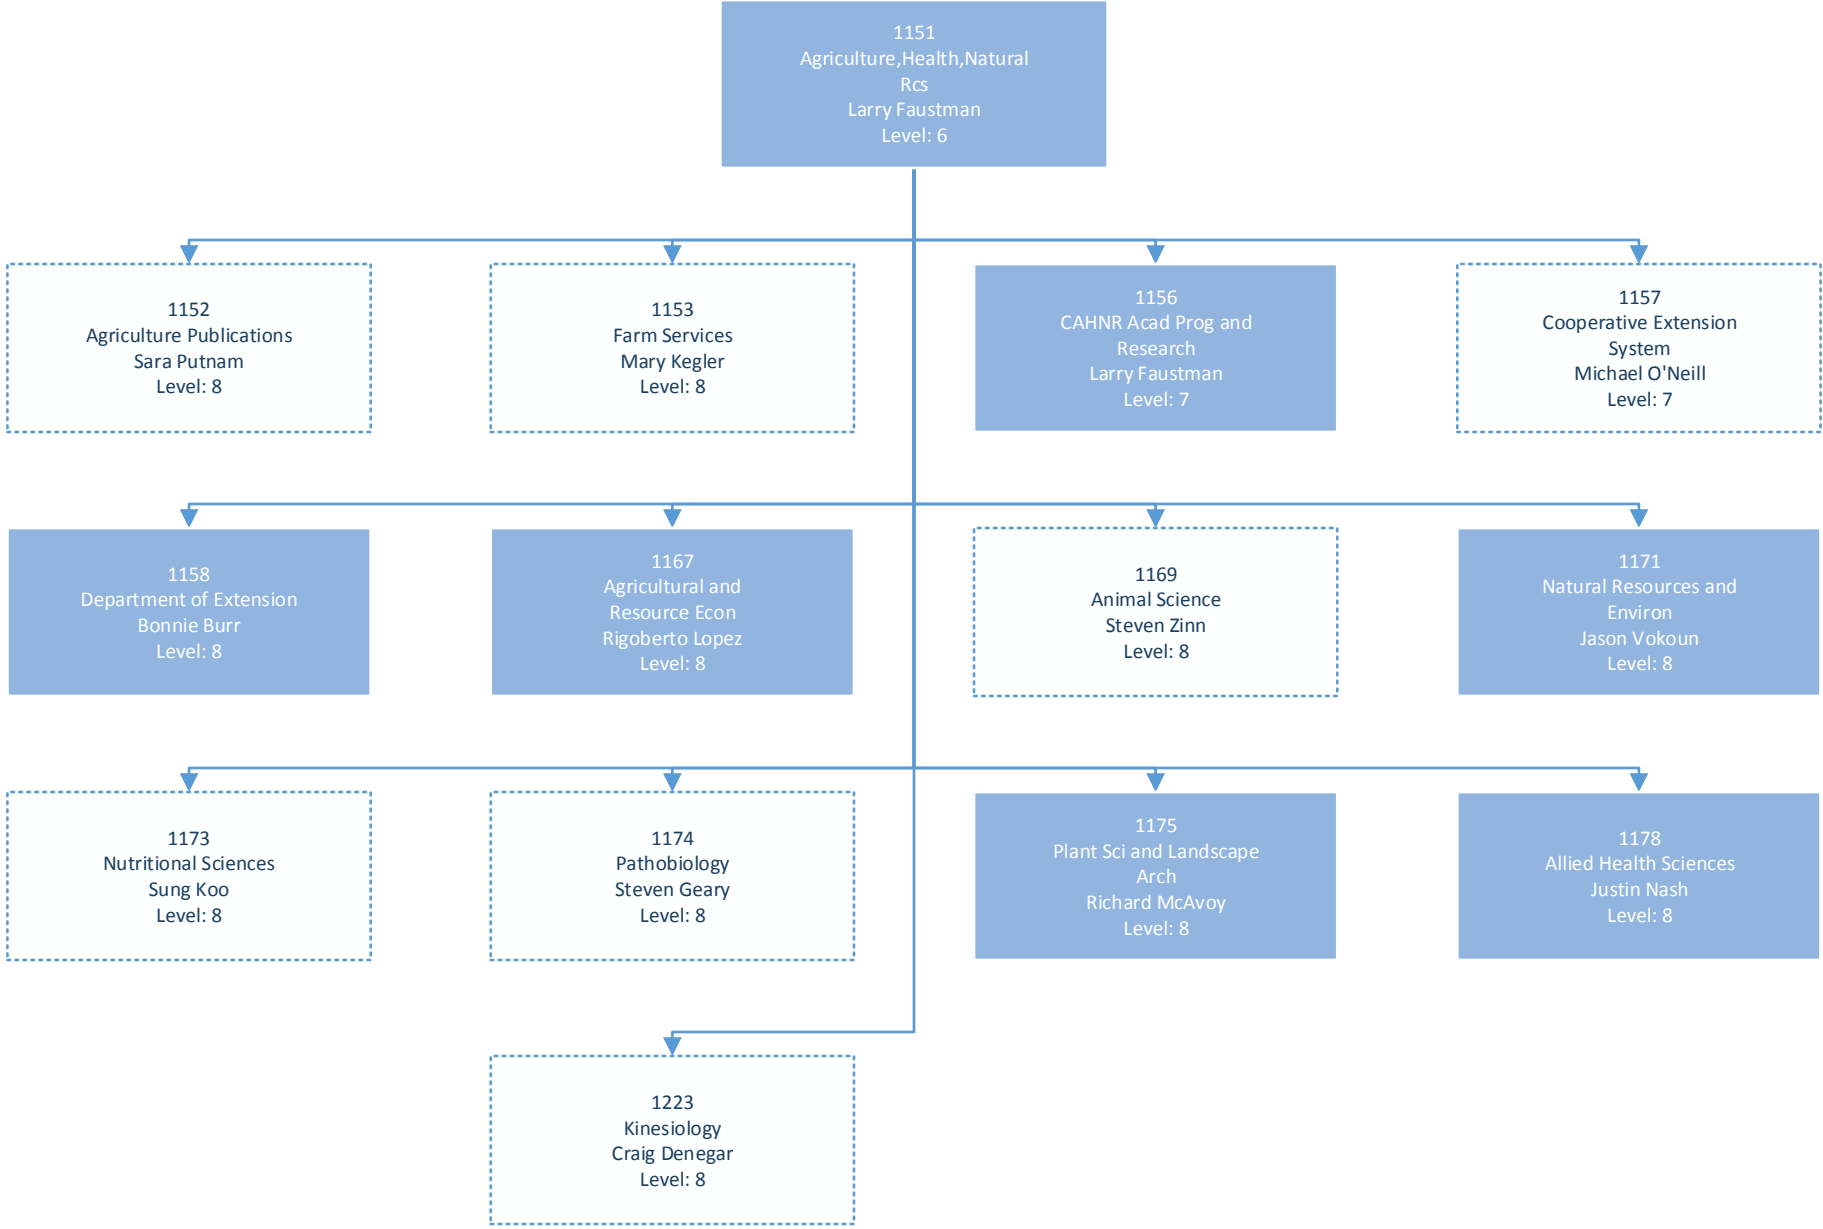 1151
Agriculture,Health,Natural
Rcs
Larry Faustman
Level: 6
1152
Agriculture Publications
Sara Putnam
Level: 8
1153
Farm Services
Mary Kegler
Level: 8
1156
CAHNR Acad Prog and
Research
Larry Faustman
Level: 7
1157
Cooperative Extension
System
Michael O'Neill
Level: 7
1158
Department of Extension
Bonnie Burr
Level: 8
1167
Agricultural and
Resource Econ
Rigoberto Lopez
Level: 8
1169
Animal Science
Steven Zinn
Level: 8
1171
Natural Resources and
Environ
Jason Vokoun
Level: 8
1173
Nutritional Sciences
Sung Koo
Level: 8
1174
Pathobiology
Steven Geary
Level: 8
1175
Plant Sci and Landscape
Arch
Richard McAvoy
Level: 8
1178
Allied Health Sciences
Justin Nash
Level: 8
1223
Kinesiology
Craig Denegar
Level: 8